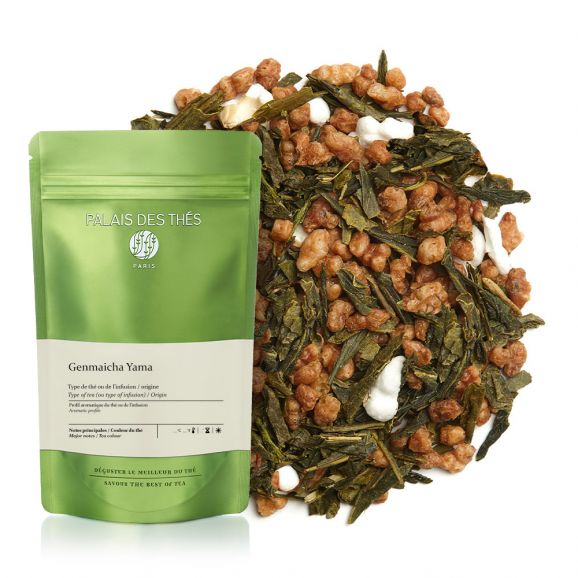 PALAIS DES THÉS
PARIS
Genmaicha Yama
Type de thé ou de l'infusion / origine
Type of tea (ou type of infusion) / Origin
Profil aromatique du thé ou de l'infusion
Aromatic profile
Notes principales / Couleur du thé
Major notes / Tea colour
DÉGUSTER LE MEILLEUR DU THÉ
SAVOUR THE BEST OF TEA